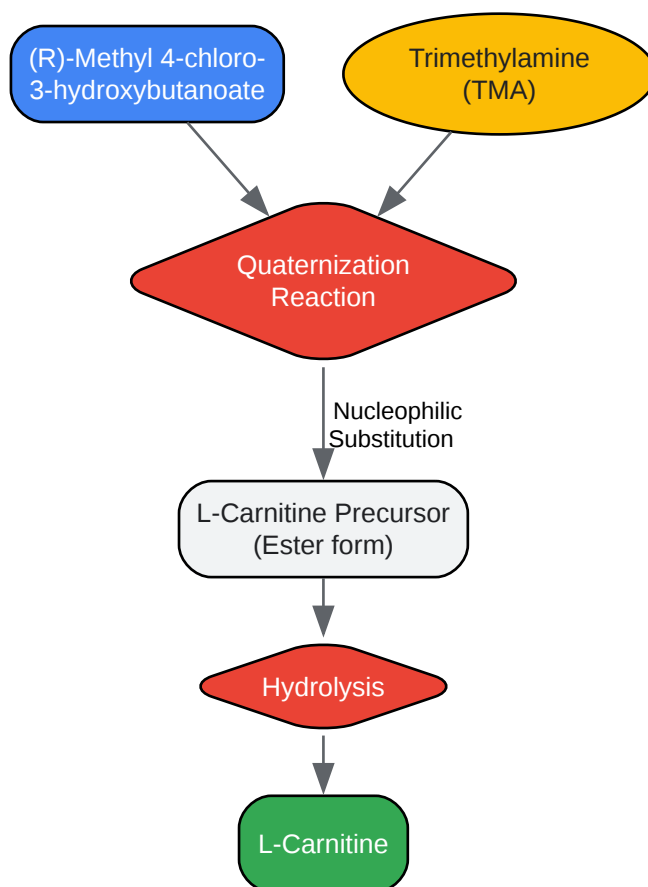 (R)-Methyl 4-chloro-
3-hydroxybutanoate
Trimethylamine
(TMA)
Quaternization
Reaction
Nucleophilic
Substitution
L-Carnitine Precursor
(Ester form)
Hydrolysis
L-Carnitine